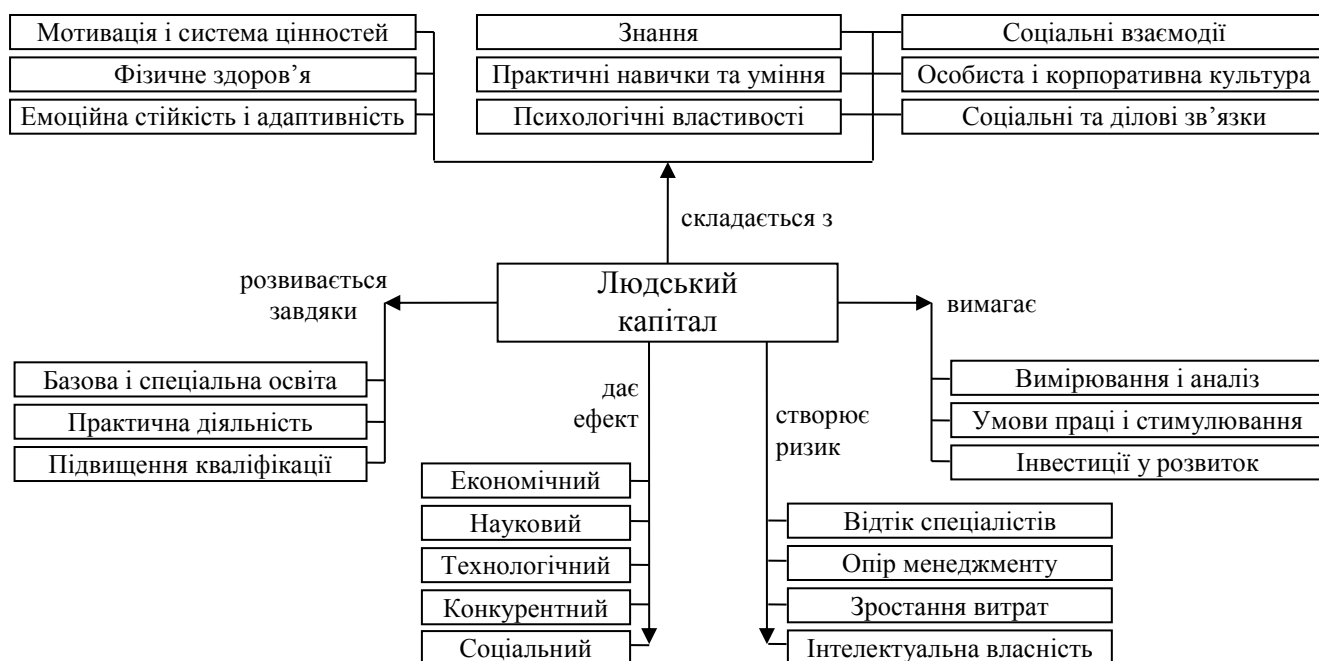 Мотивація і система цінностей
Знання
Соціальні взаємодії
Фізичне здоров’я
Практичні навички та уміння
Особиста і корпоративна культура
Емоційна стійкість і адаптивність
Психологічні властивості
Соціальні та ділові зв’язки
складається з
Людський
капітал
розвивається
завдяки
вимагає
Базова і спеціальна освіта
Практична діяльність
Підвищення кваліфікації
дає
ефект
створює
ризик
Вимірювання і аналіз
Умови праці і стимулювання
Інвестиції у розвиток
Економічний
Науковий
Технологічний
Конкурентний
Соціальний
Відтік спеціалістів
Опір менеджменту
Зростання витрат
Інтелектуальна власність